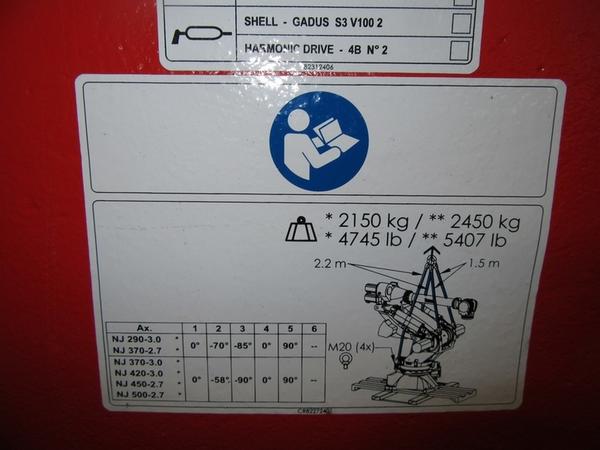 SHELL - GADUS S3 V100 2
HARMONIC DRIVE - 4B N° 2
82312406
* 2150 kg / ** 2450 kg
* 4745 lb / ** 5407 lb
2.2 m 1.5 m
M20 (4x)
Ax. 1 2 3 4 5 6
NJ 290-3.0 *
NJ 370-2.7 * 0° -70° -85° 0° 90° --
NJ 370-3.0 *
NJ 420-3.0 *
NJ 450-2.7 * 0° -58° -90° 0° 90° --
NJ 500-2.7 *